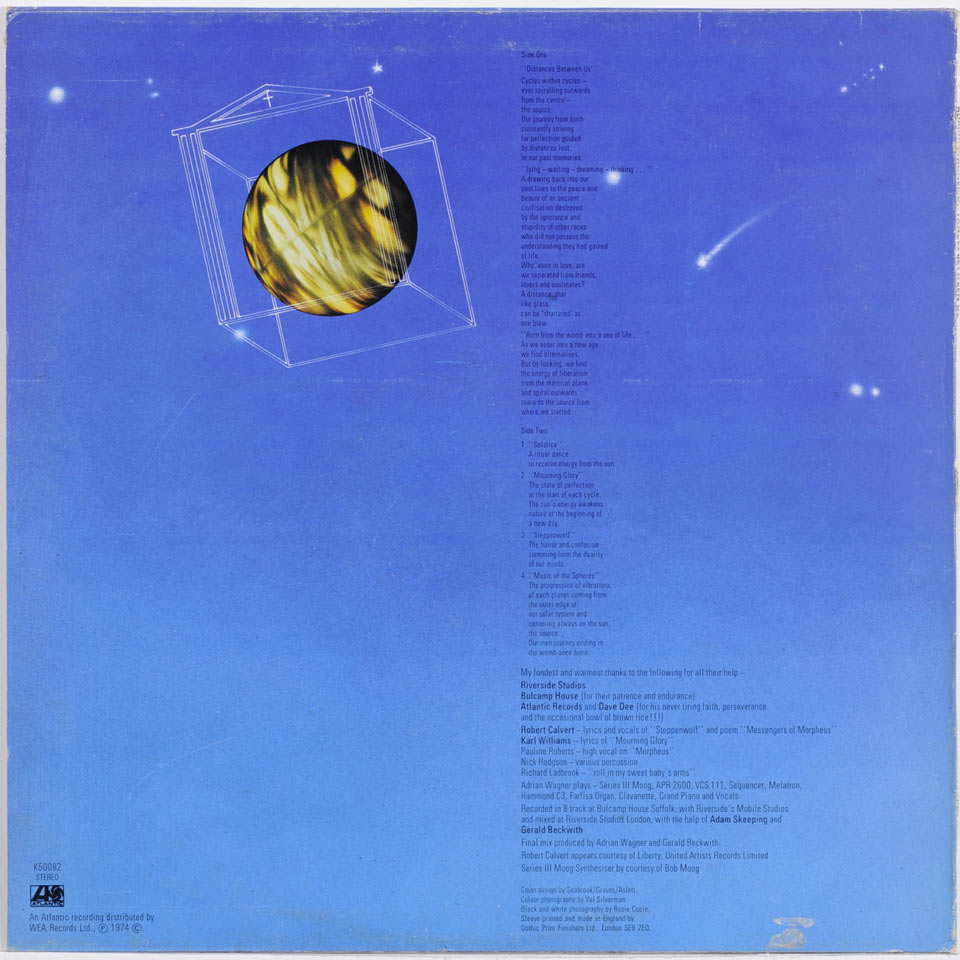 Side One
"Distances Between Us"
Cycles within cycles –
ever spiralling outwards
from the centre –
the source.
Our journey from birth
constantly striving
for perfection guided
by distances lost
in our past memories.
"lying – waiting – dreaming – thinking . . . "
A drawing back into our
past lives to the peace and
beauty of an ancient
civilisation destroyed
by the ignorance and
stupidity of other races
who did not possess the
understanding they had gained
of life.
Why, even in love, are
we separated from friends,
lovers and soulmates?
A distance, that
like glass,
can be 'shattered' at
one blow.
"Born from the womb into a sea of life . . "
As we enter into a new age
we find alternatives.
But by looking, we find
the energy of liberation
from the material plane
and spiral outwards
towards the source from
where we started.
Side Two
1 "Solstice"
A ritual dance
to receive energy from the sun.
2 "Mourning Glory"
The state of perfection
at the start of each cycle.
The sun's energy awakens
nature at the beginning of
a new day.
3 "Steppenwolf"
The horror and confusion
stemming from the duality
of our minds.
4 "Music of the Spheres"
The progression of vibrations
of each planet coming from
the outer edge of
our solar system and
centering always on the sun,
the source.
Our own journey ending in
the womb once more.
My fondest and warmest thanks to the following for all their help –
Riverside Studios
Bulcamp House (for their patience and endurance)
Atlantic Records and Dave Dee (for his never tiring faith, perseverance
and the occasional bowl of brown rice!!!)
Robert Calvert – lyrics and vocals of "Steppenwolf" and poem "Messengers of Morpheus"
Karl Williams – lyrics of "Mourning Glory"
Pauline Roberts – high vocal on "Morpheus"
Nick Hodgson – various percussion
Richard Ladbrook – "roll in my sweet baby's arms"
Adrian Wagner plays – Series III Moog, APR 2600, VCS 111, Sequencer, Melatron,
Hammond C3, Farfisa Organ, Clavanette, Grand Piano and Vocals
Recorded in 8 track at Bulcamp House Suffolk, with Riverside's Mobile Studios
and mixed at Riverside Studios London, with the help of Adam Skeeping and
Gerald Beckwith
Final mix produced by Adrian Wagner and Gerald Beckwith
Robert Calvert appears courtesy of Liberty, United Artists Records Limited
Series III Moog Synthesiser by courtesy of Bob Moog
Cover design by Seabrook/Graves/Aslett.
Colour photography by Val Silverman.
Black and white photography by Rosie Coole.
Sleeve printed and made in England by
Gothic Print Finishers Ltd., London SE9 2EQ.
K50082
STEREO
ATLANTIC
An Atlantic recording distributed by
WEA Records Ltd., Ⓟ 1974 ©.